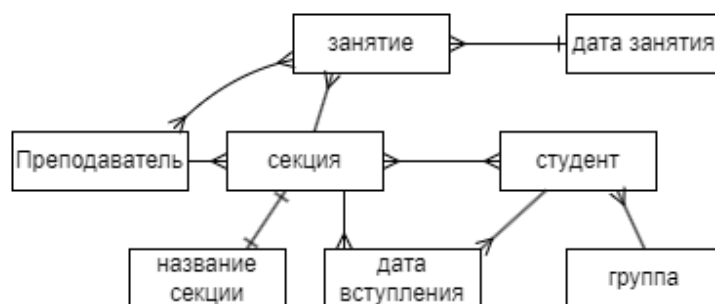 занятие
дата занятия
Преподаватель
секция
студент
название
секции
дата
вступления
группа